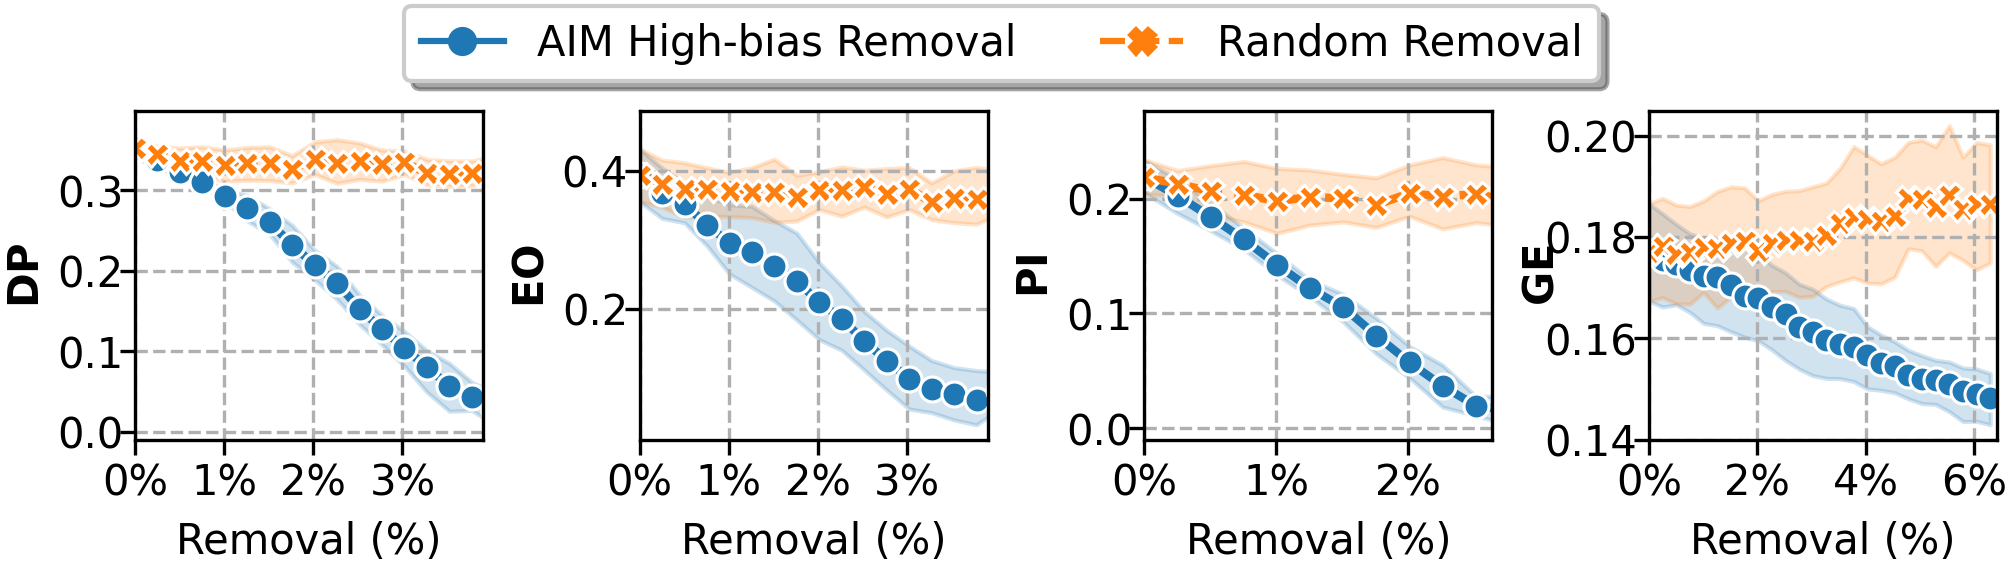 AIM High-bias Removal Random Removal
DP
0.3
0.2
0.1
0.0
0% 1% 2% 3%
Removal (%)
EO
0.4
0.2
0% 1% 2% 3%
Removal (%)
PI
0.2
0.1
0.0
0% 1% 2%
Removal (%)
GE
0.20
0.18
0.16
0.14
0% 2% 4% 6%
Removal (%)